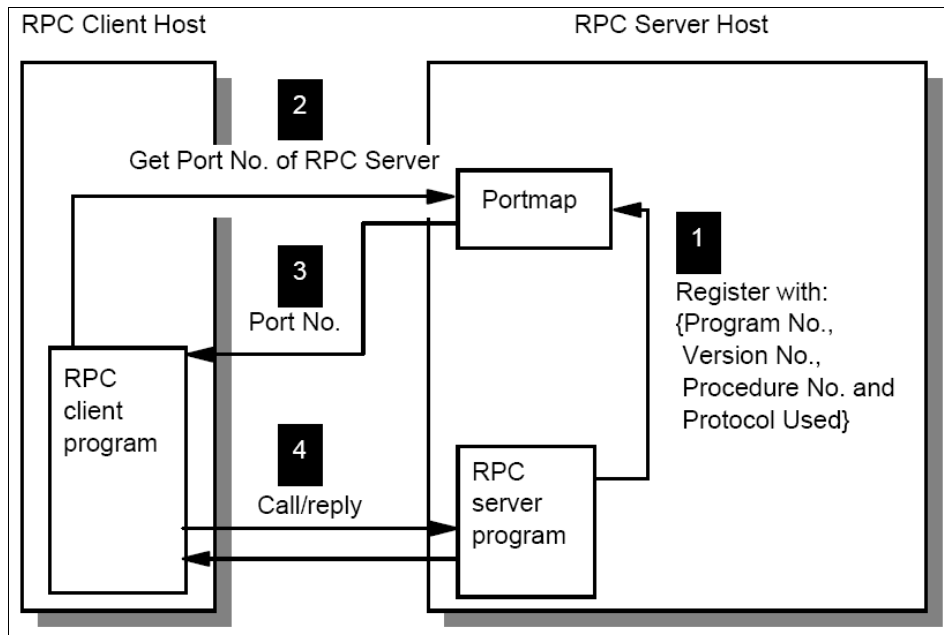 RPC Client Host
RPC Server Host
2
Get Port No. of RPC Server
Portmap
1
Register with:
{Program No.,
Version No.,
Procedure No. and
Protocol Used}
3
Port No.
RPC
client
program
4
Call/reply
RPC
server
program